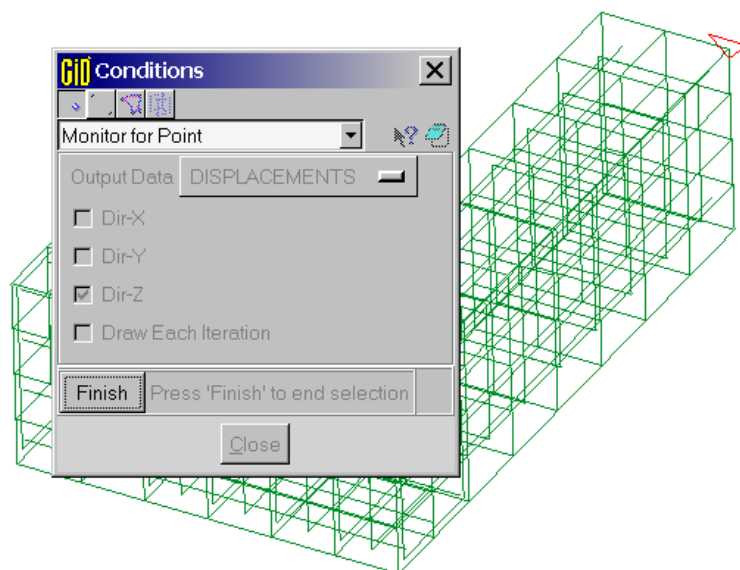 GiD Conditions
Monitor for Point
Output Data DISPLACEMENTS
Dir-X
Dir-Y
Dir-Z
Draw Each Iteration
Finish Press 'Finish' to end selection
Close